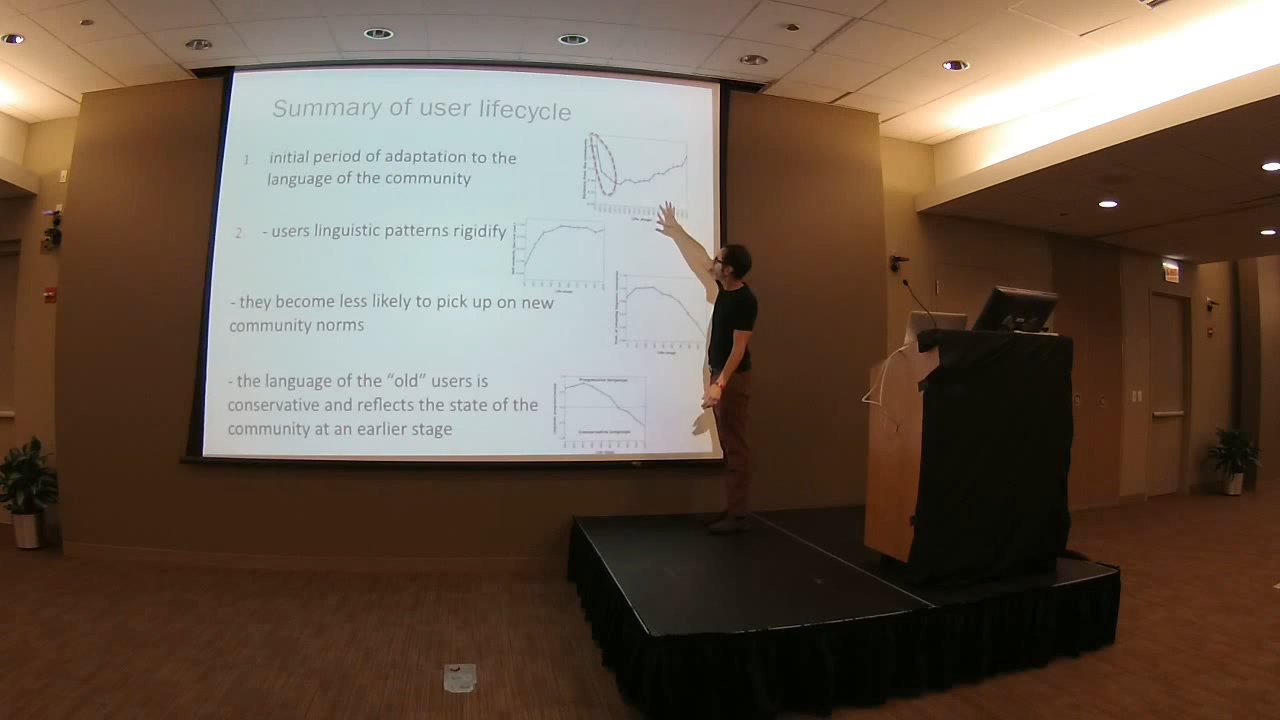 Summary of user lifecycle
1. initial period of adaptation to the
language of the community
2. - users linguistic patterns rigidify
- they become less likely to pick up on new
community norms
- the language of the “old” users is
conservative and reflects the state of the
community at an earlier stage